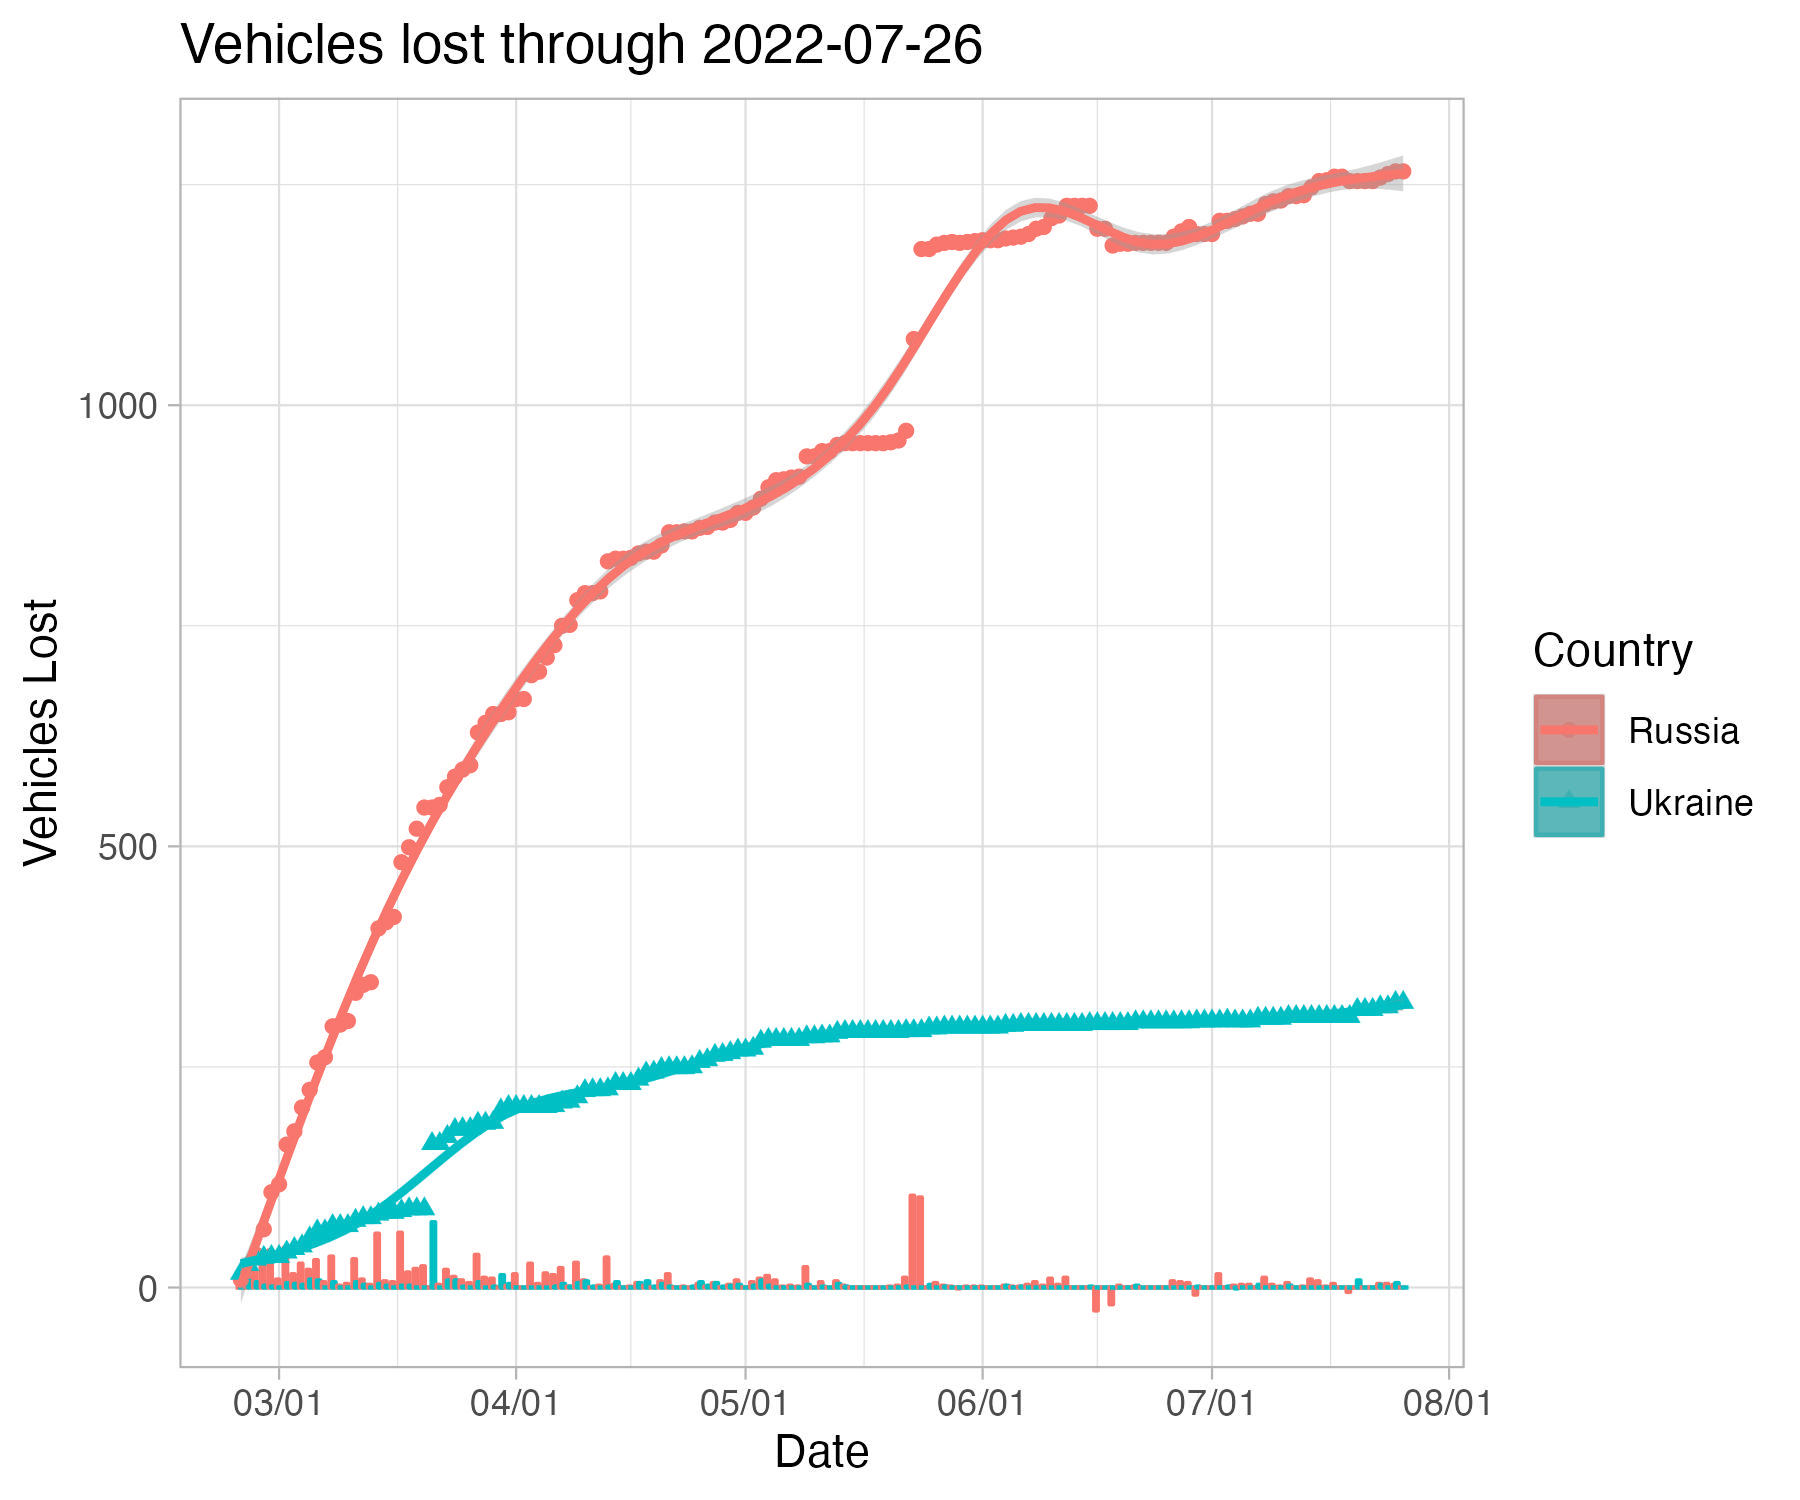 Vehicles lost through 2022-07-26
Vehicles Lost
1000
500
0
03/01
04/01
05/01
06/01
07/01
08/01
Date
Country
Russia
Ukraine